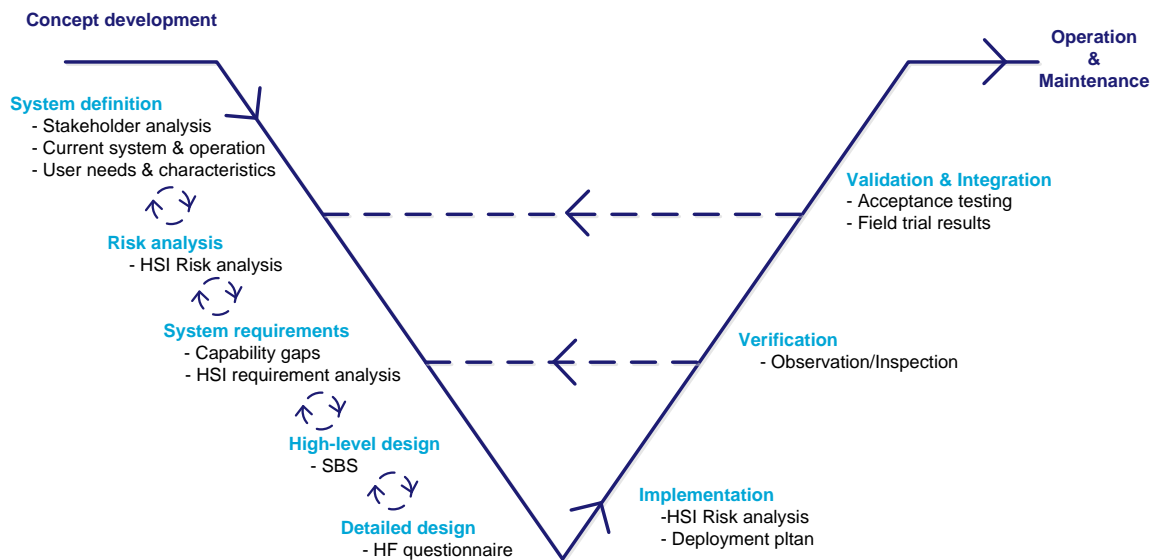 Concept development
Operation
&
Maintenance
System definition
- Stakeholder analysis
- Current system & operation
- User needs & characteristics
Validation & Integration
- Acceptance testing
- Field trial results
Risk analysis
- HSI Risk analysis
System requirements
- Capability gaps
- HSI requirement analysis
Verification
- Observation/Inspection
High-level design
- SBS
Detailed design
- HF questionnaire
Implementation
-HSI Risk analysis
- Deployment pltan